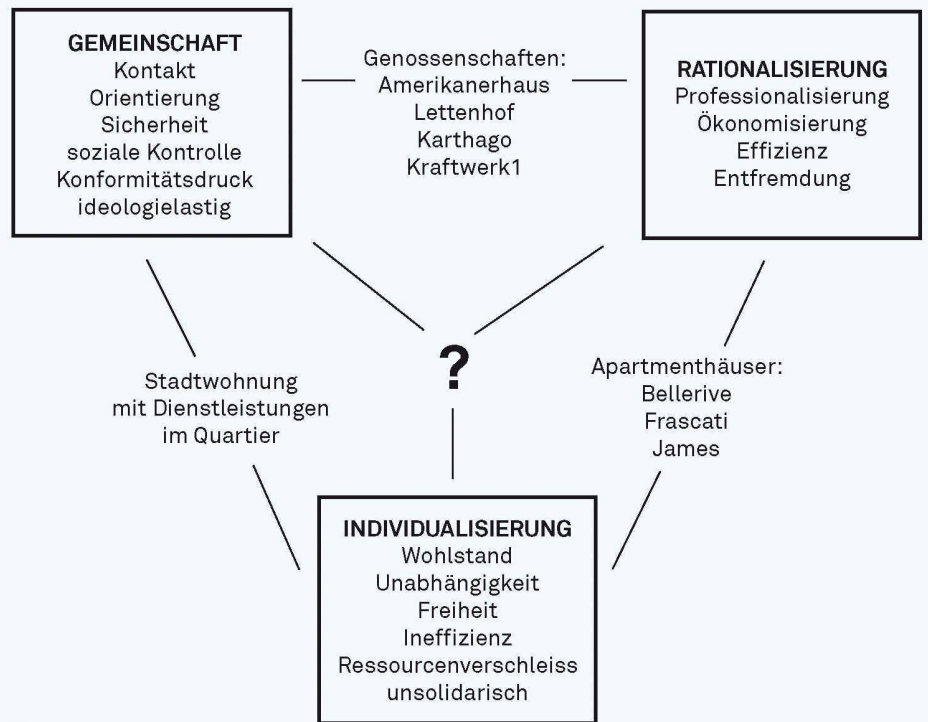 GEMEINSCHAFT
Kontakt
Orientierung
Sicherheit
soziale Kontrolle
Konformitätsdruck
ideologielastig
Genossenschaften:
Amerikanerhaus
Lettenhof
Karthago
Kraftwerk1
RATIONALISIERUNG
Professionalisierung
Ökonomisierung
Effizienz
Entfremdung
?
Stadtwohnung
mit Dienstleistungen
im Quartier
Apartmenthäuser:
Bellerive
Frascati
James
INDIVIDUALISIERUNG
Wohlstand
Unabhängigkeit
Freiheit
Ineffizienz
Ressourcenverschleiss
unsolidarisch